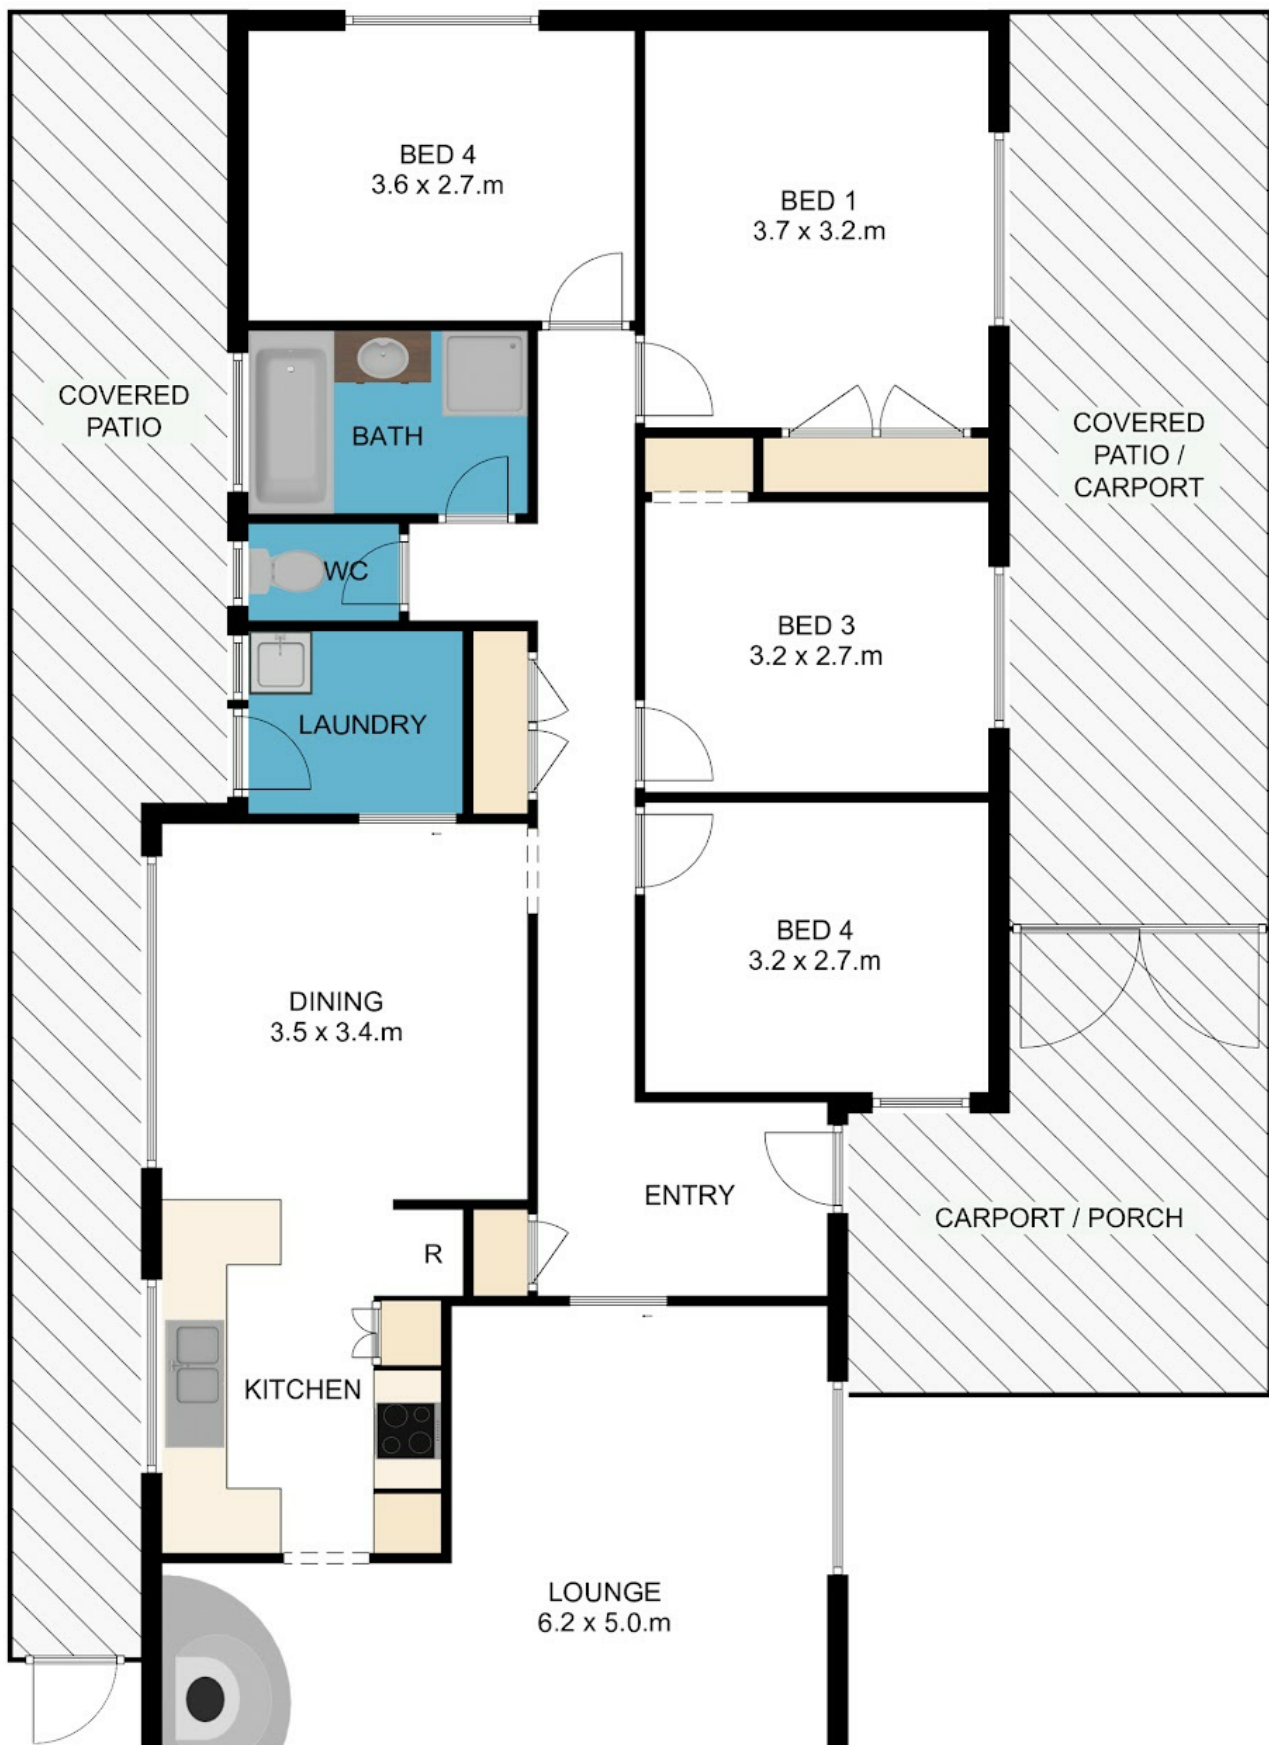 BED 4
3.6 x 2.7.m
BED 1
3.7 x 3.2.m
COVERED
PATIO
BATH
COVERED
PATIO /
CARPORT
WC
BED 3
3.2 x 2.7.m
LAUNDRY
BED 4
3.2 x 2.7.m
DINING
3.5 x 3.4.m
ENTRY
CARPORT / PORCH
R
KITCHEN
LOUNGE
6.2 x 5.0.m